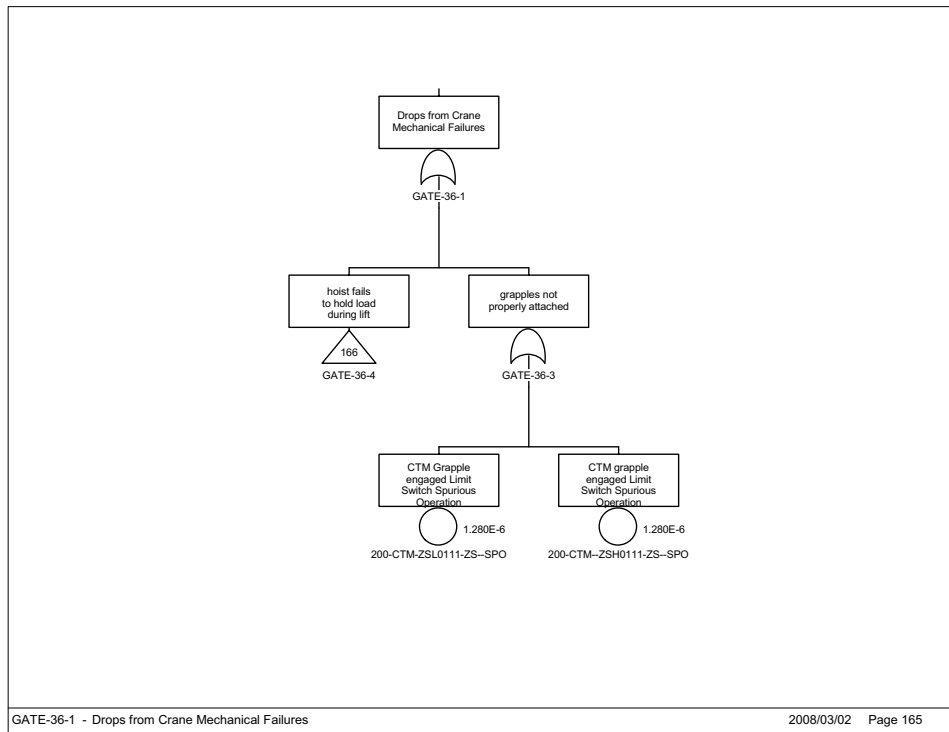 Drops from Crane
Mechanical Failures
GATE-36-1
hoist fails
to hold load
during lift
166
GATE-36-4
grapples not
properly attached
GATE-36-3
CTM Grapple
engaged Limit
Switch Spurious
Operation
1.280E-6
200-CTM-ZSL0111-ZS--SPO
CTM grapple
engaged Limit
Switch Spurious
Operation
1.280E-6
200-CTM--ZSH0111-ZS--SPO
GATE-36-1 - Drops from Crane Mechanical Failures
2008/03/02 Page 165